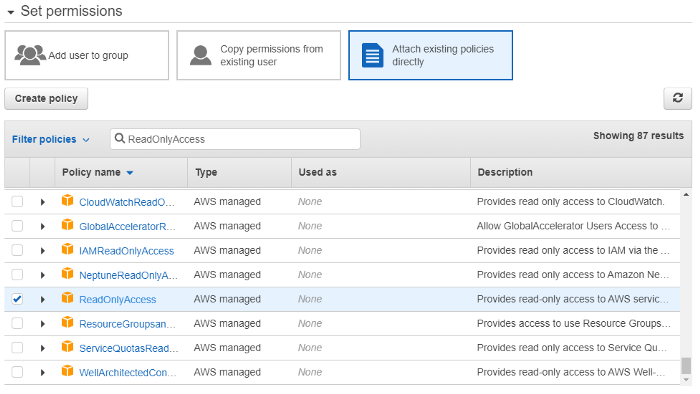 Set permissions
Add user to group
Copy permissions from
existing user
Attach existing policies
directly
Create policy
Filter policies
ReadOnlyAccess
Showing 87 results
Policy name Type Used as Description
CloudWatchReadO... AWS managed None Provides read only access to CloudWatch.
GlobalAcceleratorR... AWS managed None Allow GlobalAccelerator Users Access to ...
IAMReadOnlyAccess AWS managed None Provides read only access to IAM via the ...
NeptuneReadOnlyA... AWS managed None Provides read only access to Amazon Ne...
ReadOnlyAccess AWS managed None Provides read-only access to AWS servic...
ResourceGroupsan... AWS managed None Provides access to use Resource Groups...
ServiceQuotasRead... AWS managed None Provides read only access to Service Qu...
WellArchitectedCon... AWS managed None Provides read-only access to AWS Well-...